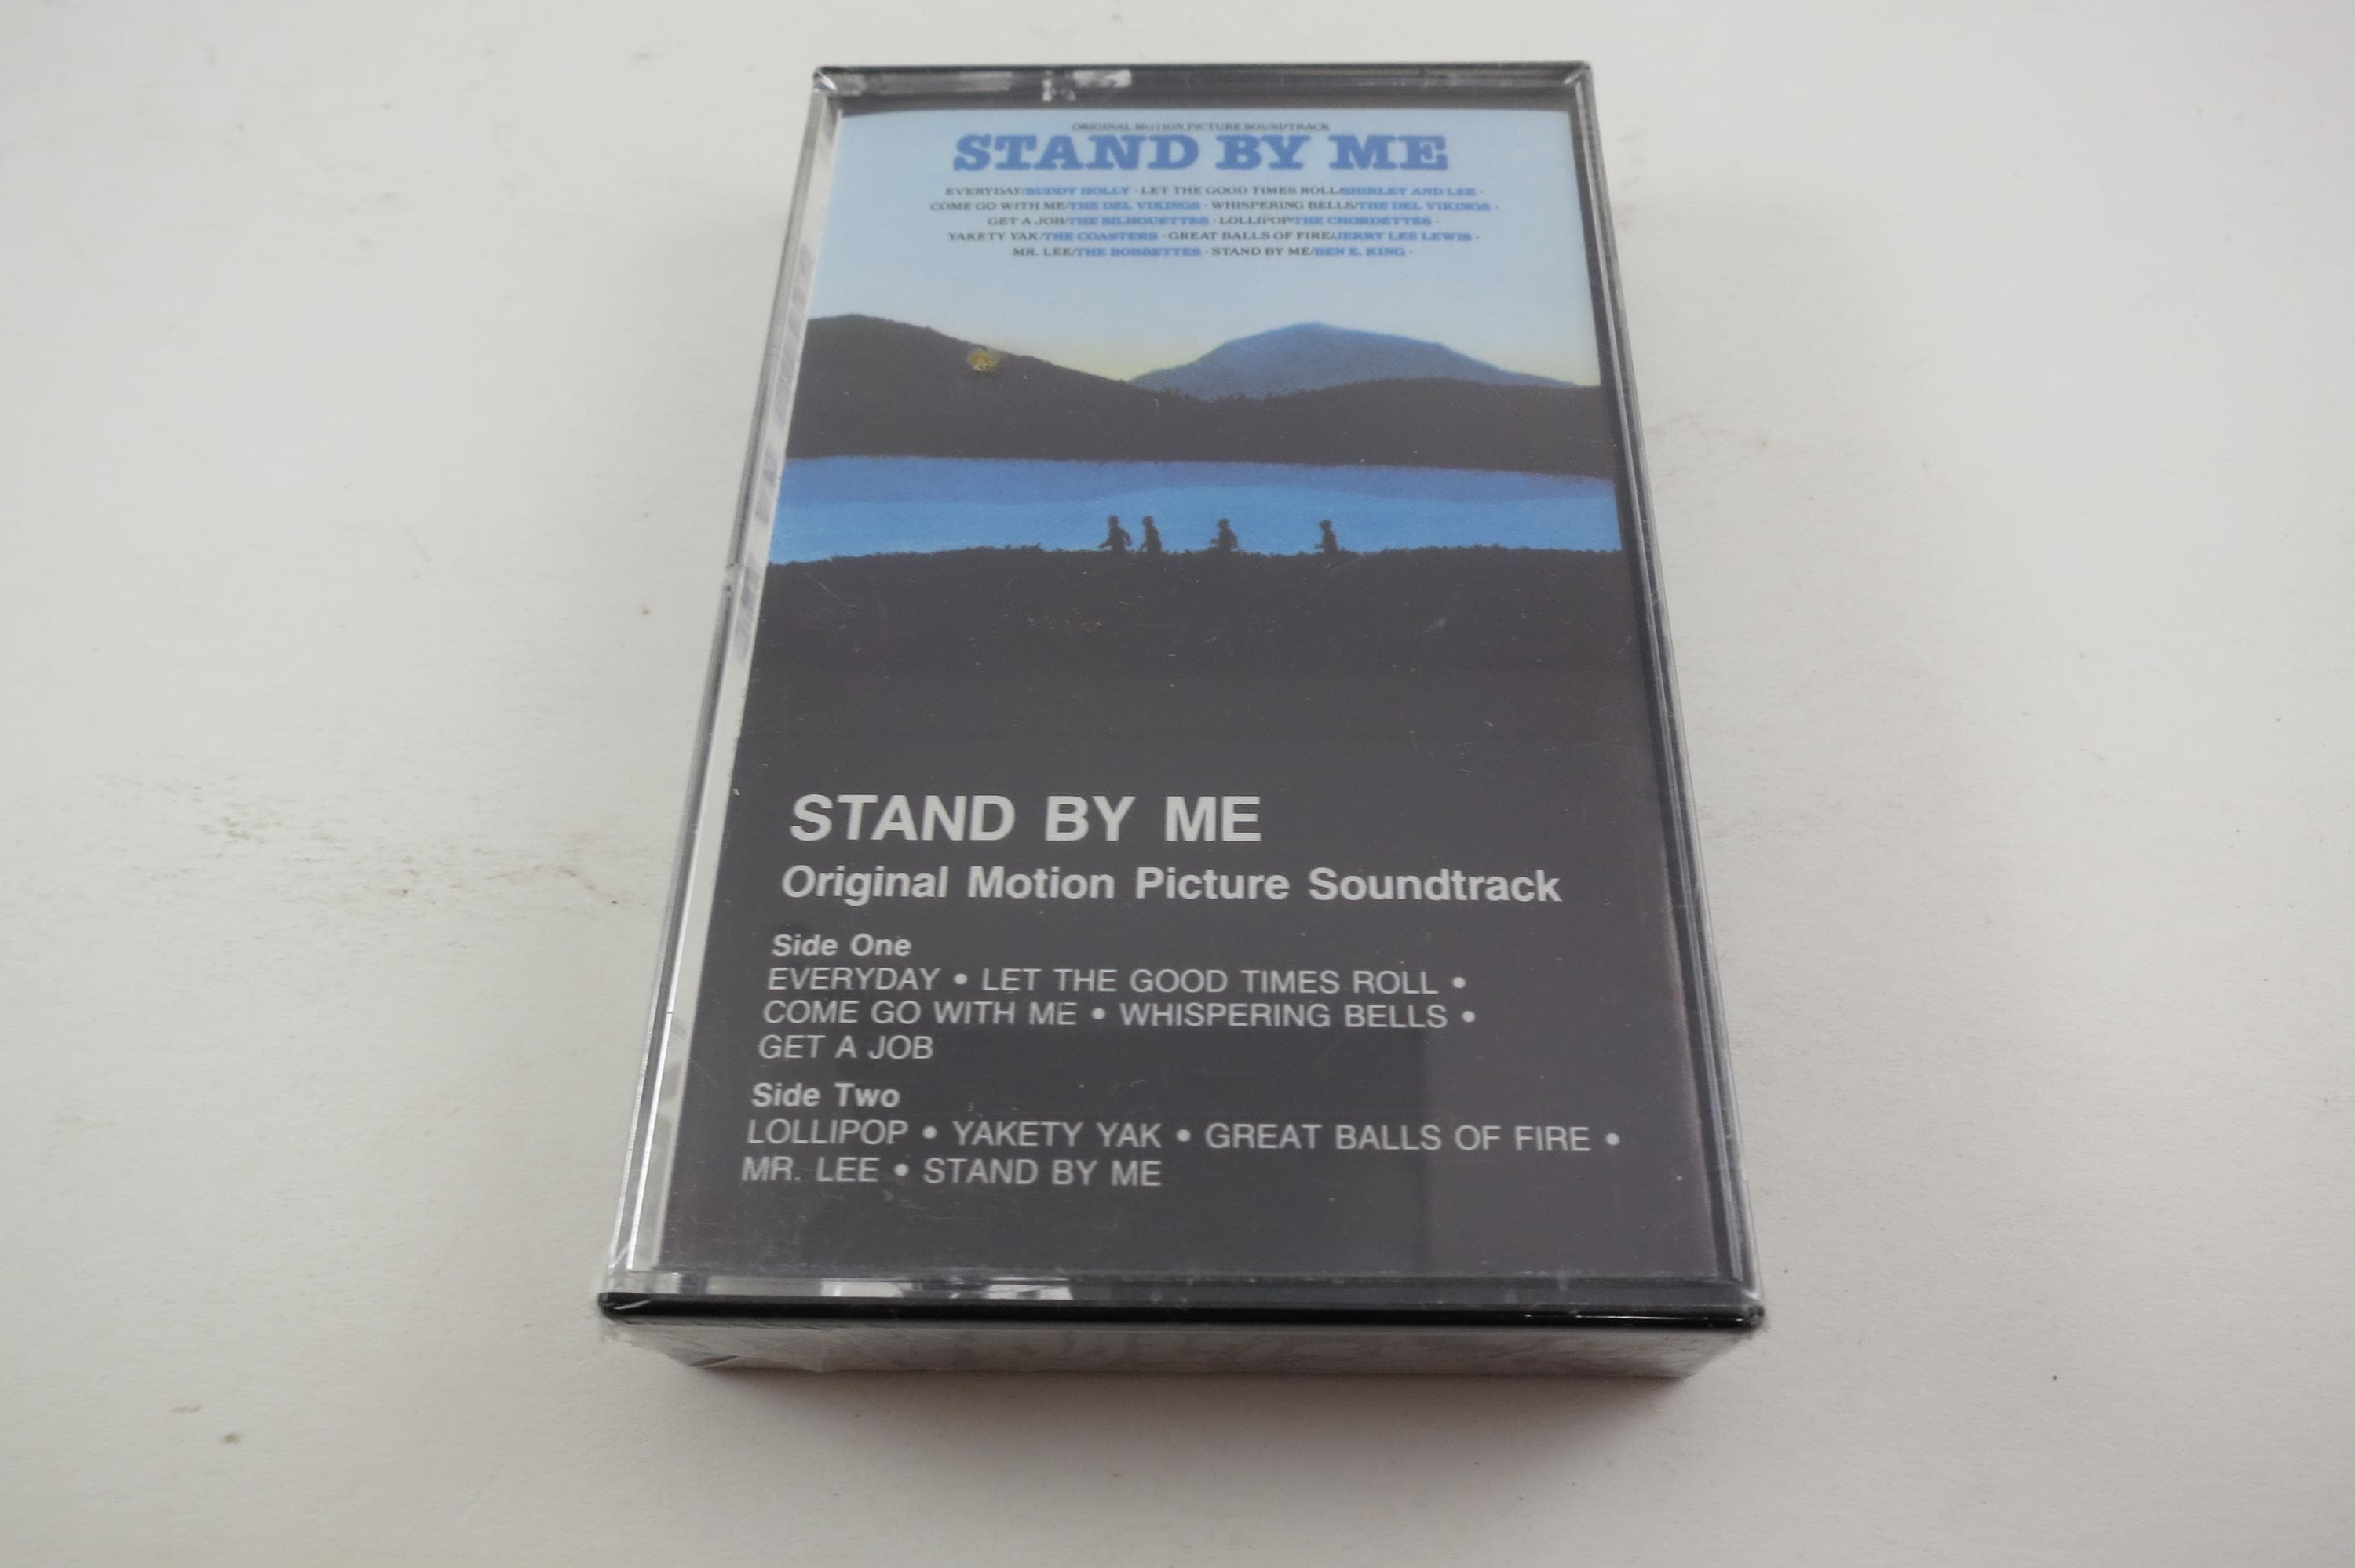 ORIGINAL MOTION PICTURE SOUNDTRACK
STAND BY ME
EVERYDAY/BUDDY HOLLY · LET THE GOOD TIMES ROLL/SHIRLEY AND LEE ·
COME GO WITH ME/THE DEL VIKINGS · WHISPERING BELLS/THE DEL VIKINGS ·
GET A JOB/THE SILHOUETTES · LOLLIPOP/THE CHORDETTES ·
YAKETY YAK/THE COASTERS · GREAT BALLS OF FIRE/JERRY LEE LEWIS ·
MR. LEE/THE BOBBETTES · STAND BY ME/BEN E. KING ·
STAND BY ME
Original Motion Picture Soundtrack
Side One
EVERYDAY • LET THE GOOD TIMES ROLL •
COME GO WITH ME • WHISPERING BELLS •
GET A JOB
Side Two
LOLLIPOP • YAKETY YAK • GREAT BALLS OF FIRE •
MR. LEE • STAND BY ME